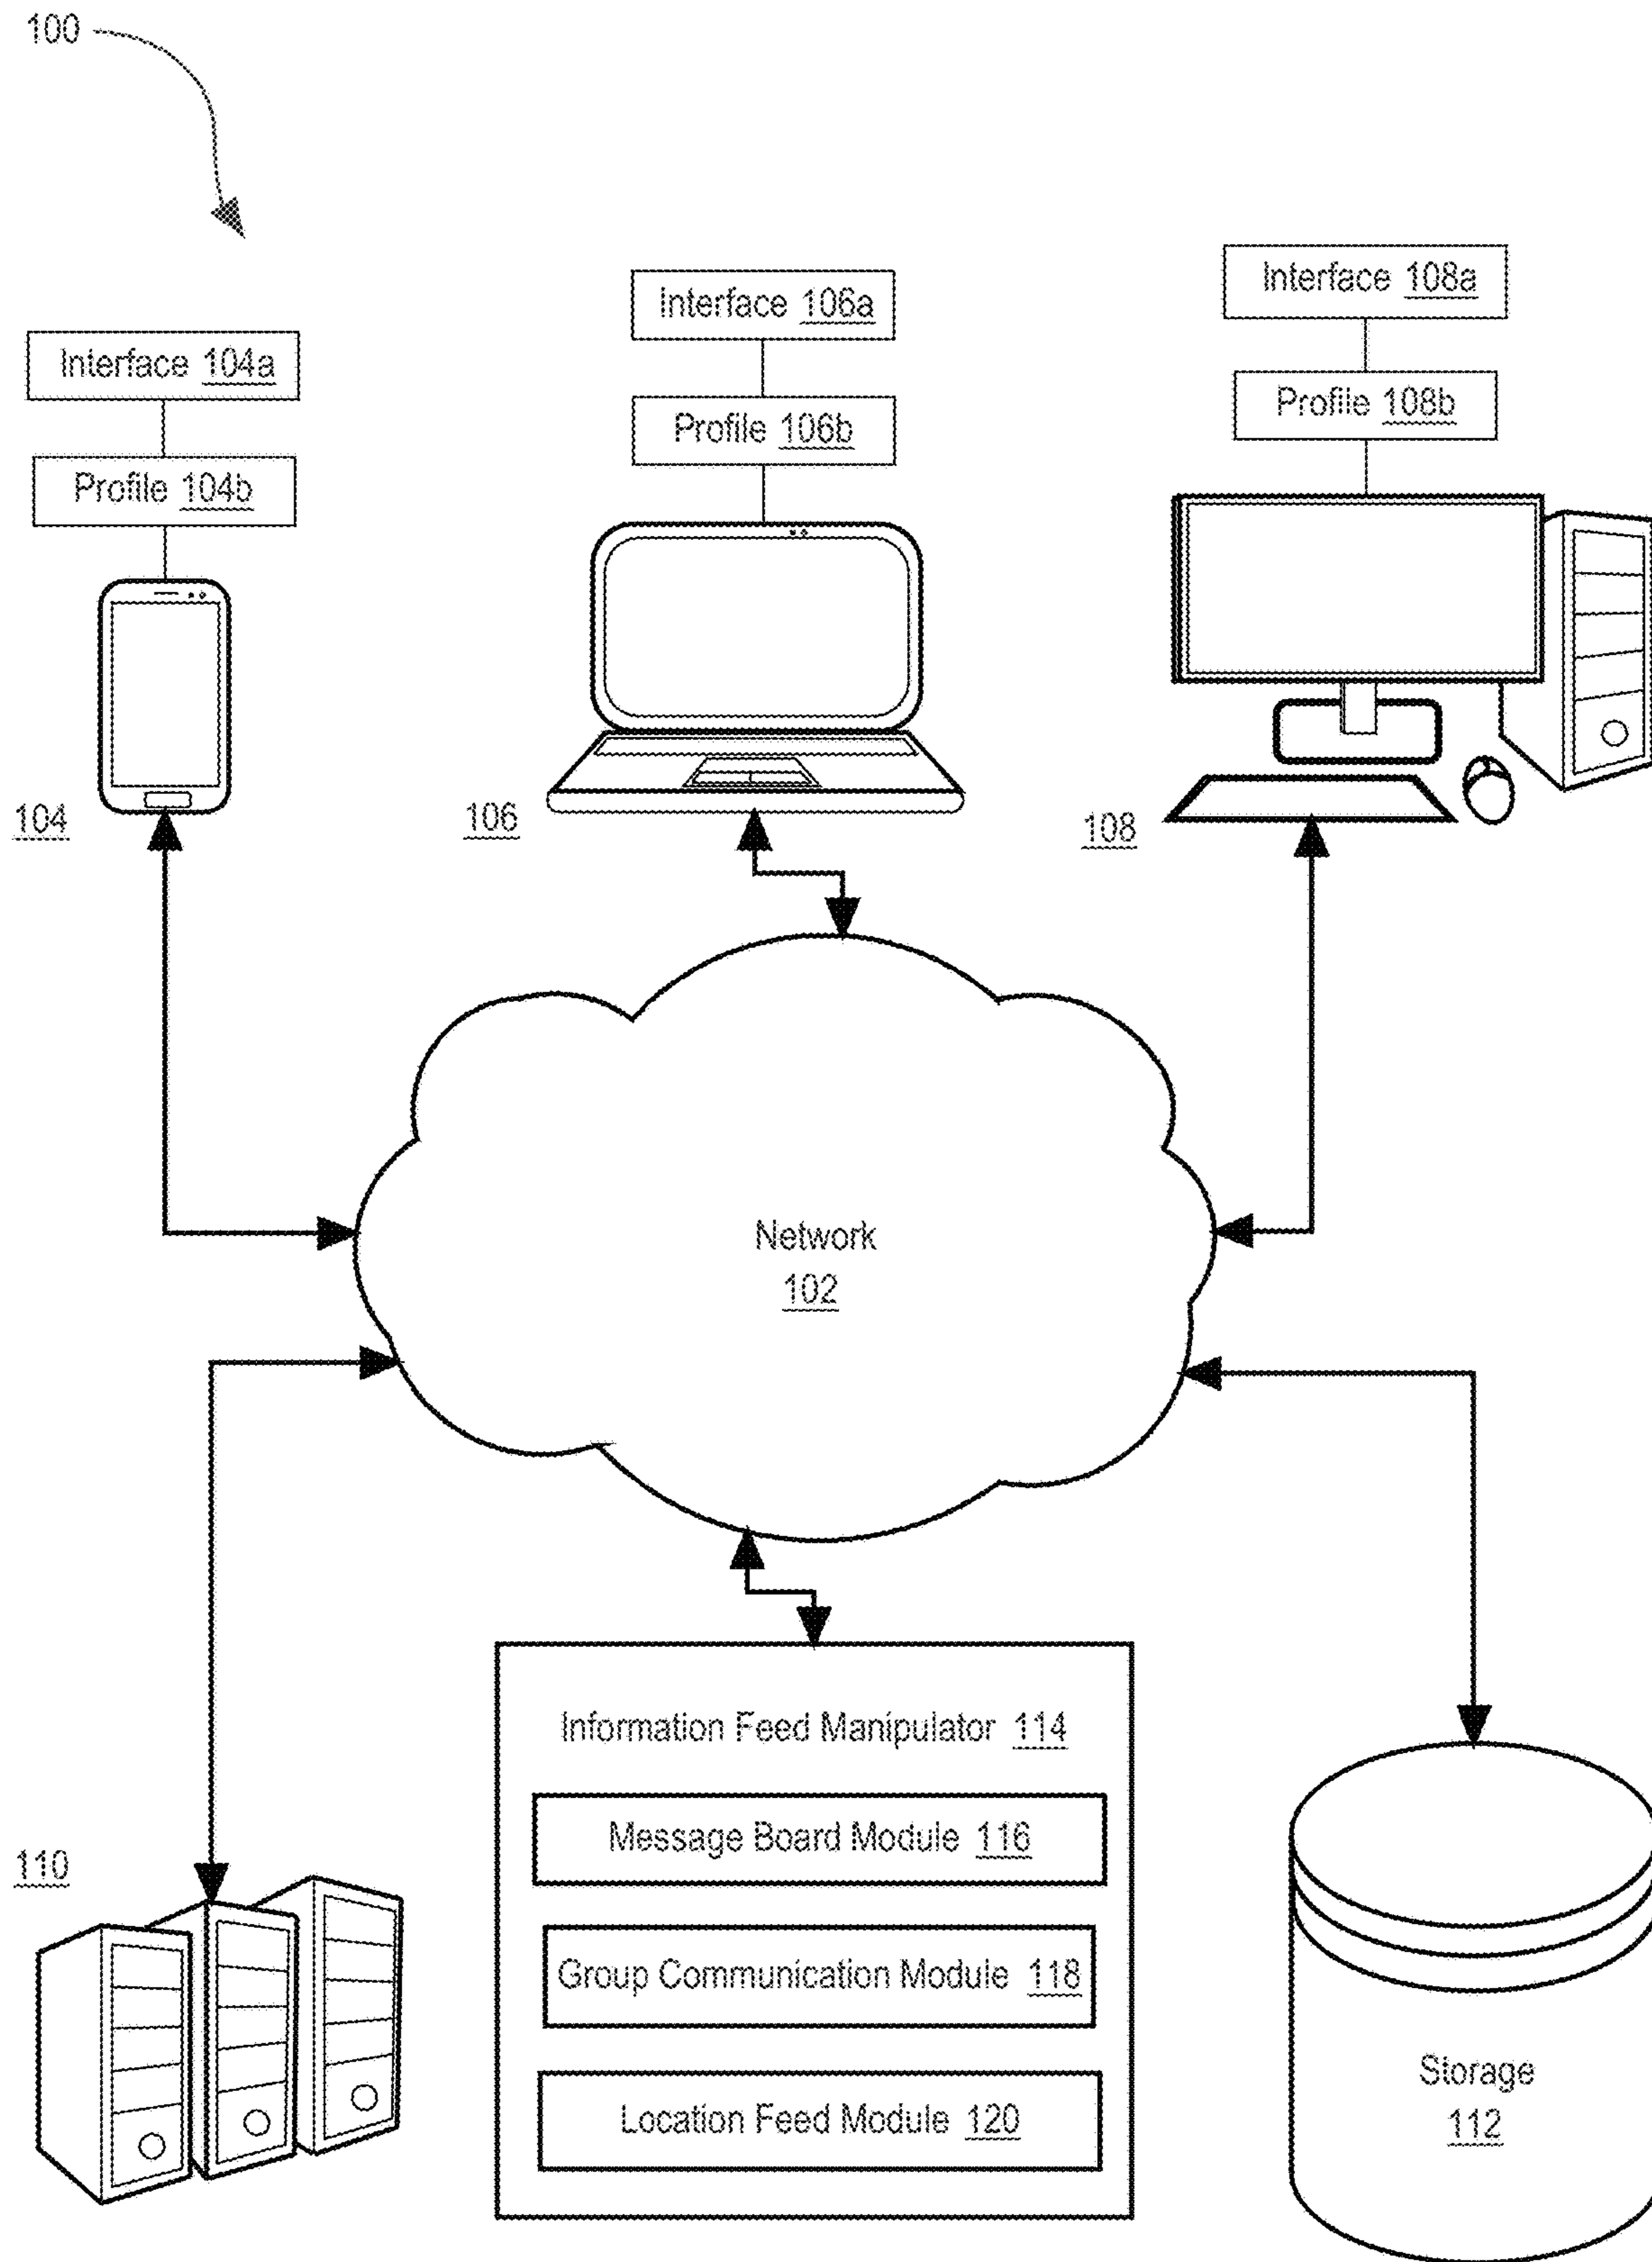 100
Interface 108a
Interface 106a
Interface 104a
Profile 108b
Profile 106b
Profile 104b
104
106
108
Network
102
Information Feed Manipulator 114
Message Board Module 116
110
Group Communication Module 118
Location Feed Module 120
Storage
112